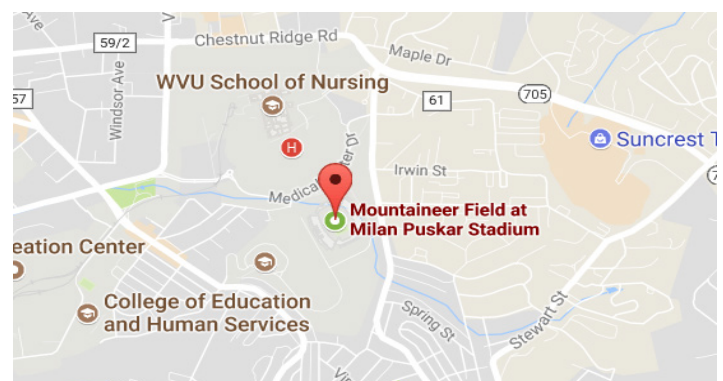 Ave
59/2
Chestnut Ridge Rd
Maple Dr
WVU School of Nursing
57
Windsor Ave
61
705
H
Suncrest T
Irwin St
Mountaineer Field at
Milan Puskar Stadium
eation Center
College of Education
and Human Services
Spring St
Stewart St